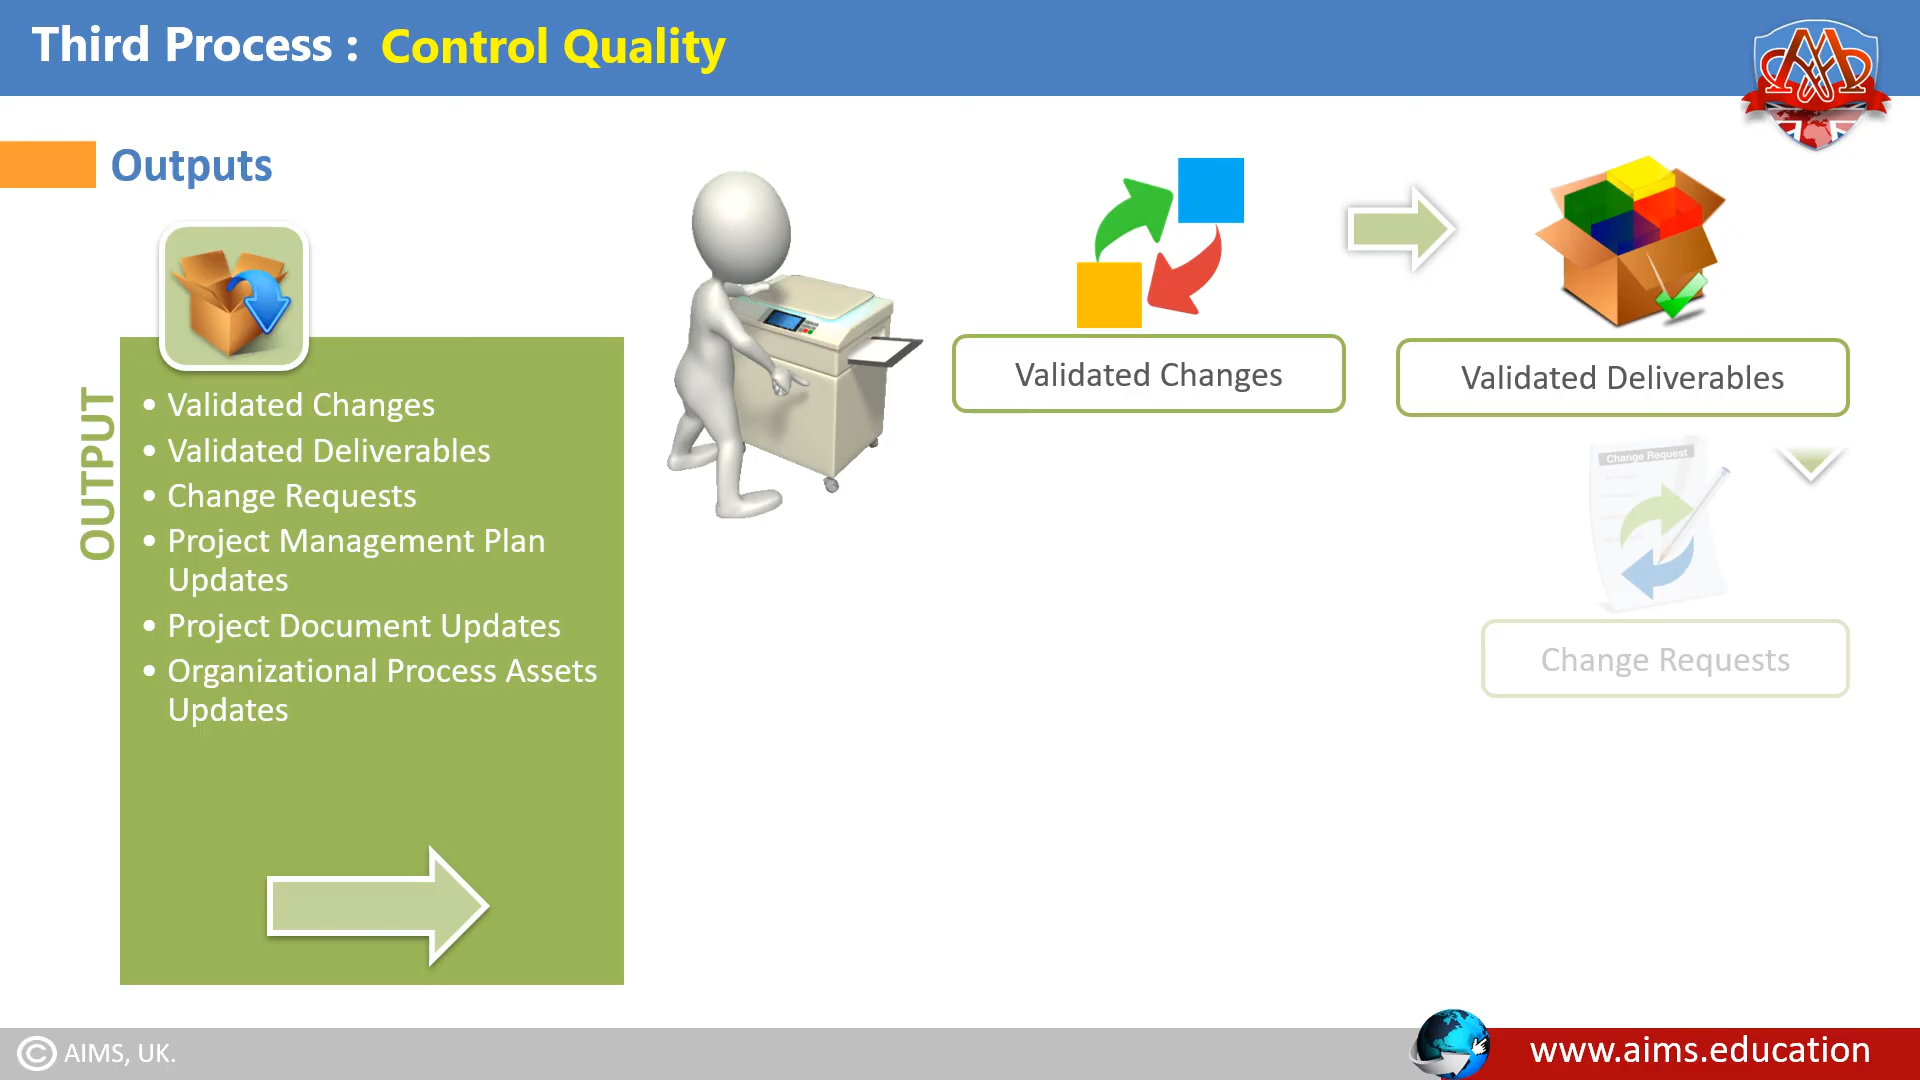 Third Process : Control Quality
Outputs
OUTPUT
• Validated Changes
• Validated Deliverables
• Change Requests
• Project Management Plan
Updates
• Project Document Updates
• Organizational Process Assets
Updates
Validated Changes
Validated Deliverables
Change Request
Change Requests
© AIMS, UK.
www.aims.education